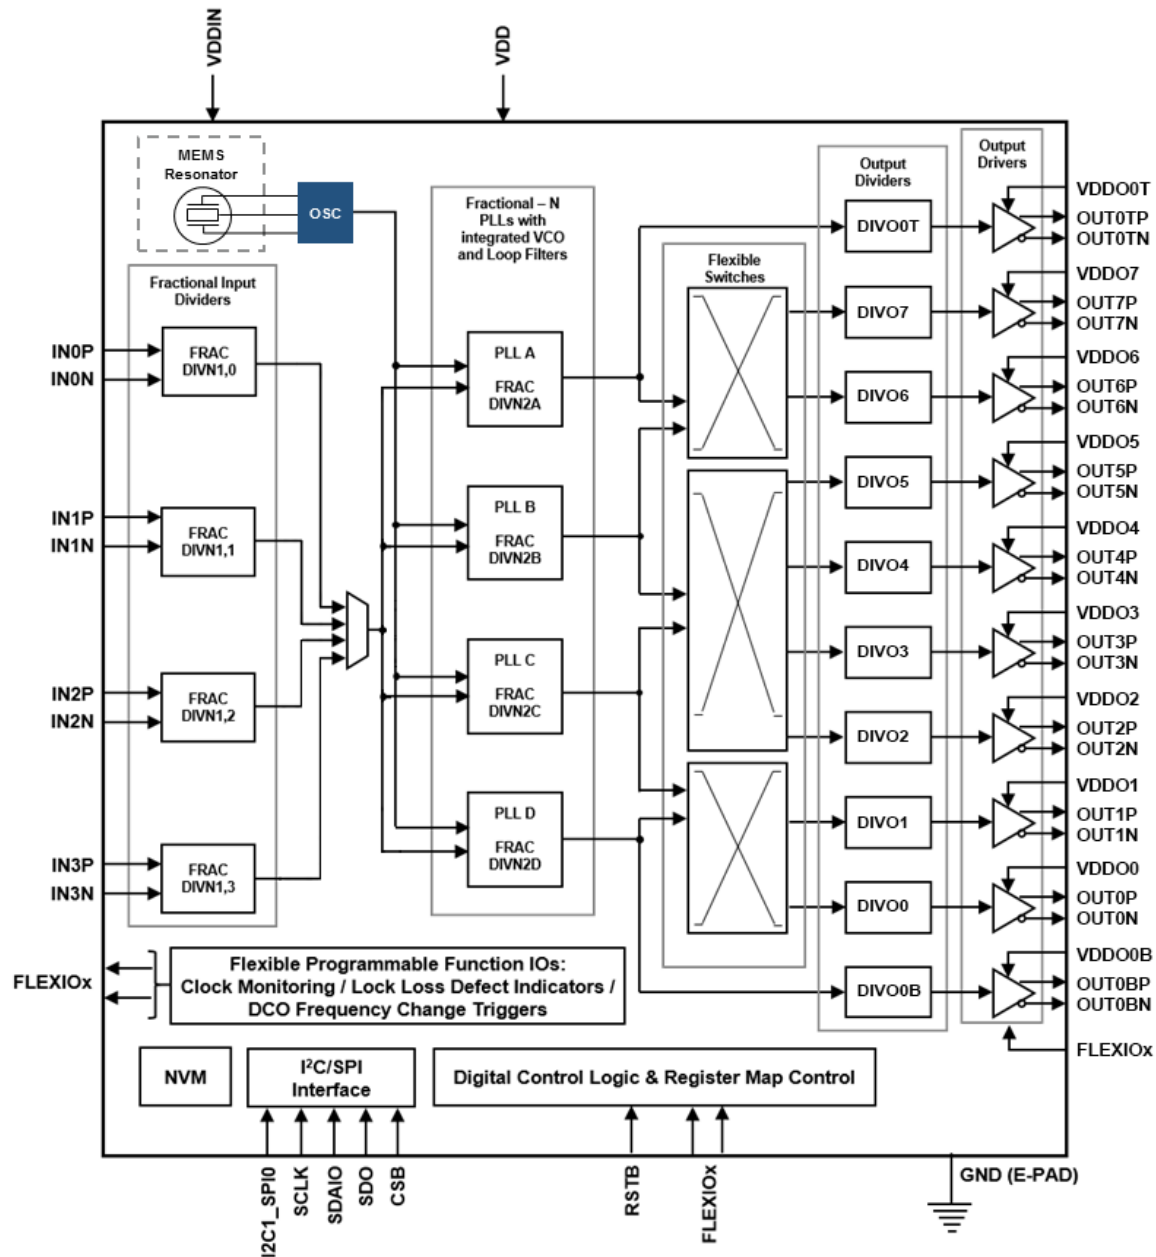 VDDIN
VDD
MEMS
Resonator
OSC
Fractional – N
PLLs with
integrated VCO
and Loop Filters
Output
Dividers
Output
Drivers
Fractional Input
Dividers
Flexible
Switches
IN0P
IN0N
FRAC
DIVN1,0
IN1P
IN1N
FRAC
DIVN1,1
IN2P
IN2N
FRAC
DIVN1,2
IN3P
IN3N
FRAC
DIVN1,3
PLL A
FRAC
DIVN2A
PLL B
FRAC
DIVN2B
PLL C
FRAC
DIVN2C
PLL D
FRAC
DIVN2D
DIVO0T
DIVO7
DIVO6
DIVO5
DIVO4
DIVO3
DIVO2
DIVO1
DIVO0
DIVO0B
VDDO0T
OUT0TP
OUT0TN
VDDO7
OUT7P
OUT7N
VDDO6
OUT6P
OUT6N
VDDO5
OUT5P
OUT5N
VDDO4
OUT4P
OUT4N
VDDO3
OUT3P
OUT3N
VDDO2
OUT2P
OUT2N
VDDO1
OUT1P
OUT1N
VDDO0
OUT0P
OUT0N
VDDO0B
OUT0BP
OUT0BN
FLEXIOx
FLEXIOx
Flexible Programmable Function IOs:
Clock Monitoring / Lock Loss Defect Indicators /
DCO Frequency Change Triggers
NVM
I²C/SPI
Interface
Digital Control Logic & Register Map Control
I2C1_SPI0
SCLK
SDAIO
SDO
CSB
RSTB
FLEXIOx
GND (E-PAD)